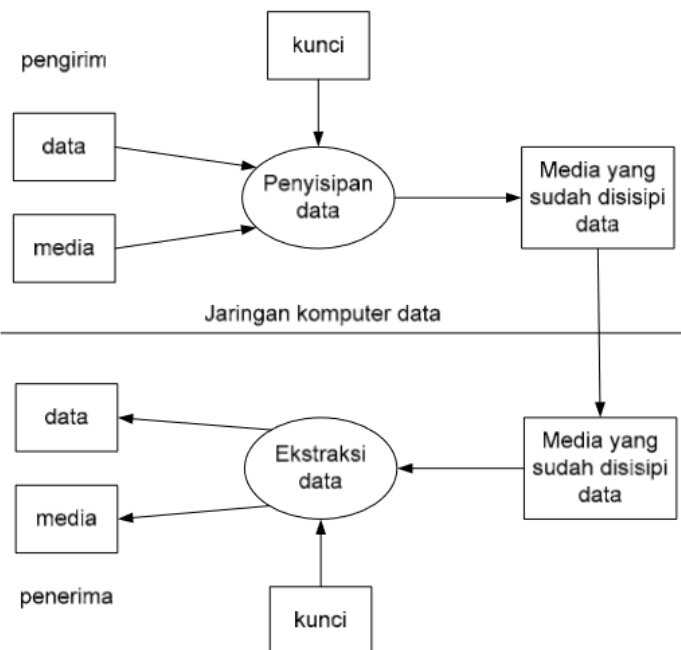 kunci
pengirim
data
Penyisipan
data
Media yang
sudah disisipi
data
media
Jaringan komputer data
data
Ekstraksi
data
Media yang
sudah disisipi
data
media
penerima
kunci